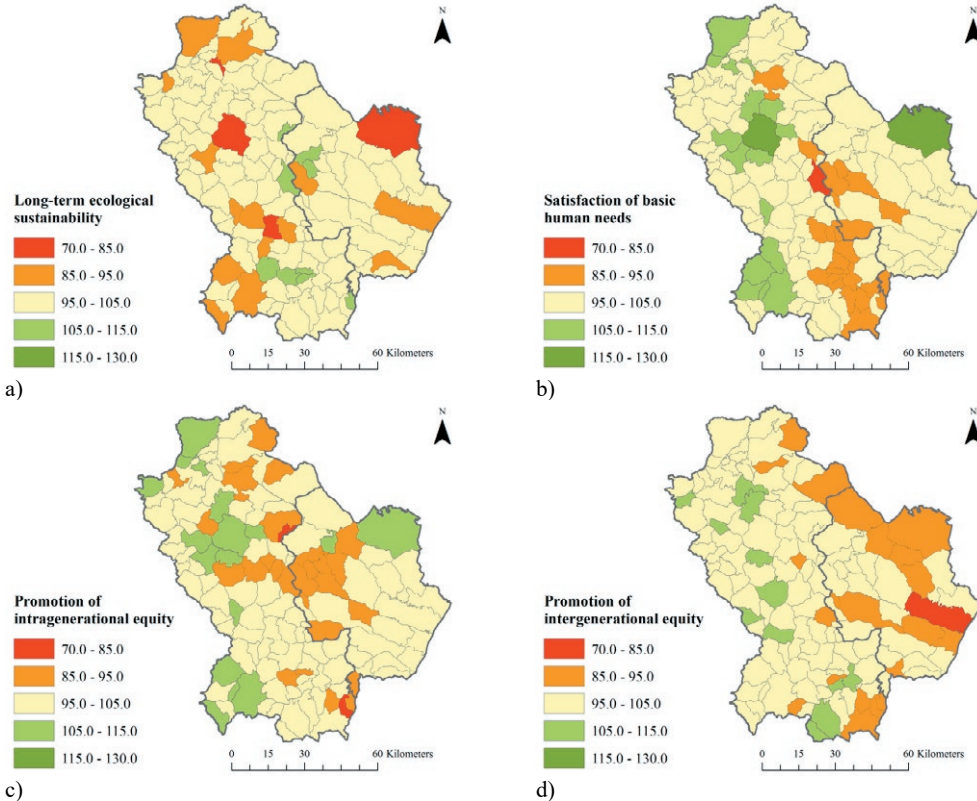 N
Long-term ecological
sustainability
70.0 - 85.0
85.0 - 95.0
95.0 - 105.0
105.0 - 115.0
115.0 - 130.0
0 15 30 60 Kilometers
a)
N
Satisfaction of basic
human needs
70.0 - 85.0
85.0 - 95.0
95.0 - 105.0
105.0 - 115.0
115.0 - 130.0
0 15 30 60 Kilometers
b)
N
Promotion of
intragenerational equity
70.0 - 85.0
85.0 - 95.0
95.0 - 105.0
105.0 - 115.0
115.0 - 130.0
0 15 30 60 Kilometers
c)
N
Promotion of
intergenerational equity
70.0 - 85.0
85.0 - 95.0
95.0 - 105.0
105.0 - 115.0
115.0 - 130.0
0 15 30 60 Kilometers
d)